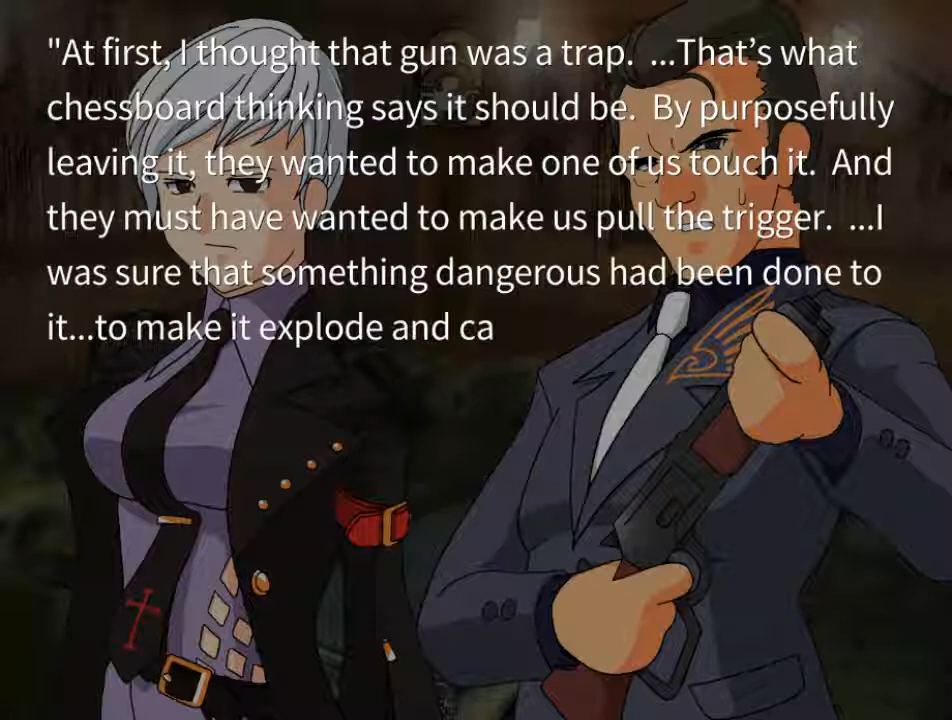 "At first, I thought that gun was a trap.  ...That’s what
chessboard thinking says it should be.  By purposefully
leaving it, they wanted to make one of us touch it.  And
they must have wanted to make us pull the trigger.  ...I
was sure that something dangerous had been done to
it...to make it explode and ca